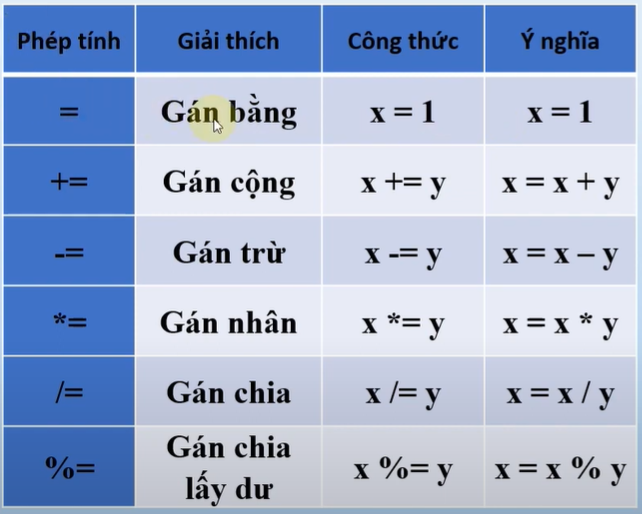 Phép tính Giải thích Công thức Ý nghĩa
= Gán bằng x = 1 x = 1
+= Gán cộng x += y x = x + y
-= Gán trừ x -= y x = x – y
*= Gán nhân x *= y x = x * y
/= Gán chia x /= y x = x / y
%= Gán chia lấy dư x %= y x = x % y